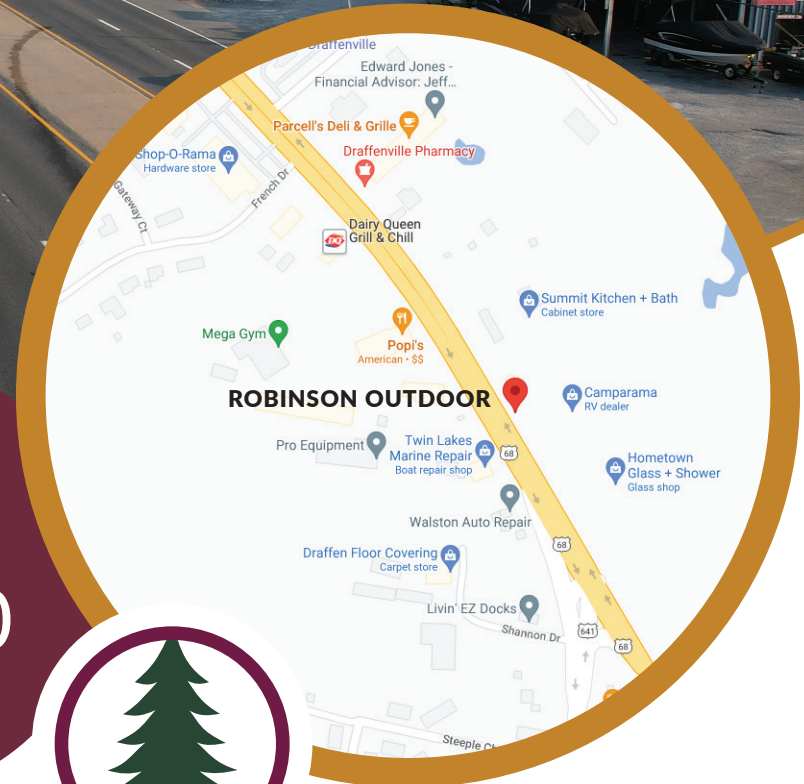 Draffenville
Edward Jones -
Financial Advisor: Jeff...
Parcell's Deli & Grille
Draffenville Pharmacy
Shop-O-Rama
Hardware store
French Dr
Gateway Ct
Dairy Queen
Grill & Chill
DQ
Summit Kitchen + Bath
Cabinet store
Mega Gym
Popi's
American • $$
ROBINSON OUTDOOR
Camparama
RV dealer
Pro Equipment
Twin Lakes
Marine Repair
Boat repair shop
68
Hometown
Glass + Shower
Glass shop
Walston Auto Repair
68
Draffen Floor Covering
Carpet store
Livin' EZ Docks
Shannon Dr
641
68
Steeple